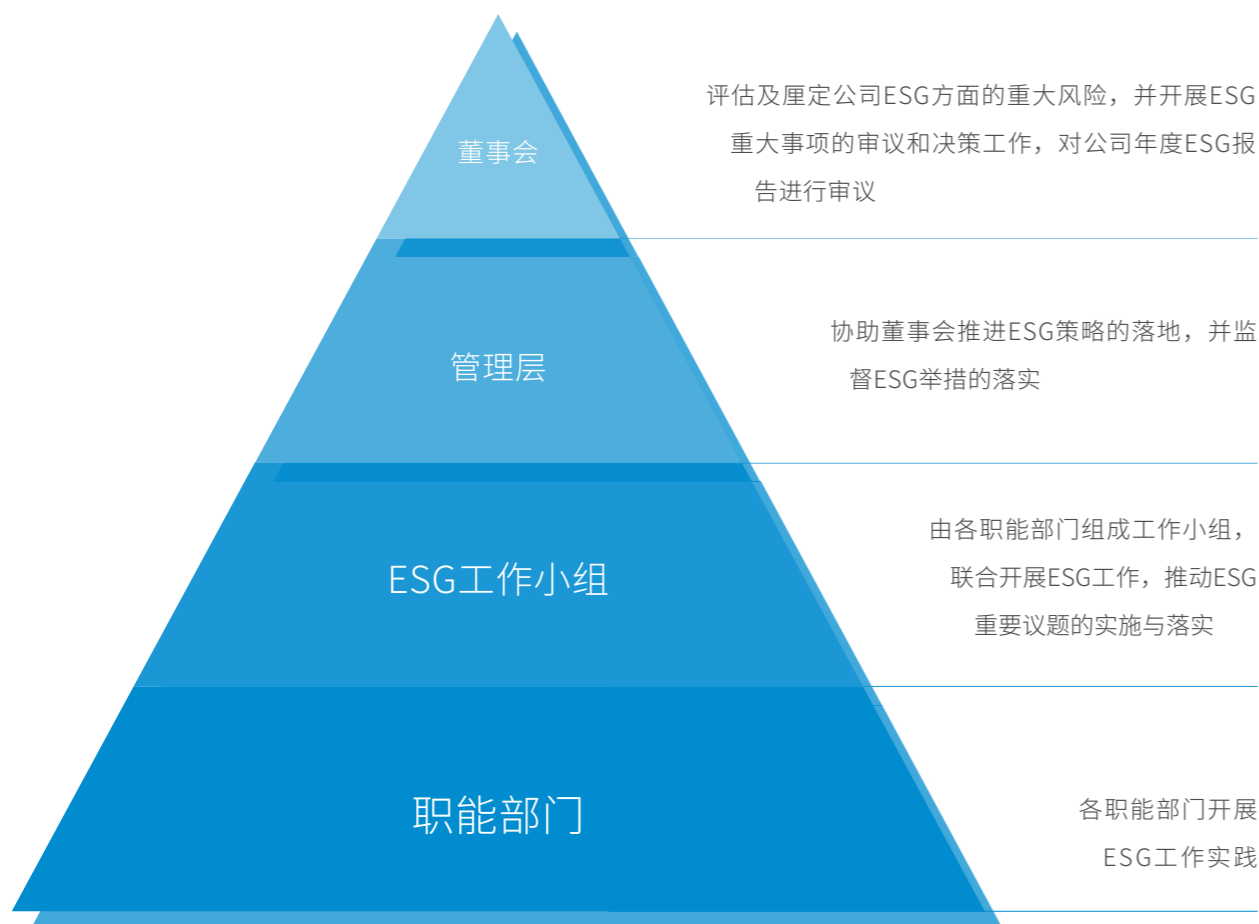 董事会
评估及厘定公司ESG方面的重大风险，并开展ESG
重大事项的审议和决策工作，对公司年度ESG报
告进行审议
管理层
协助董事会推进ESG策略的落地，并监
督ESG举措的落实
ESG工作小组
由各职能部门组成工作小组，
联合开展ESG工作，推动ESG
重要议题的实施与落实
职能部门
各职能部门开展
ESG工作实践